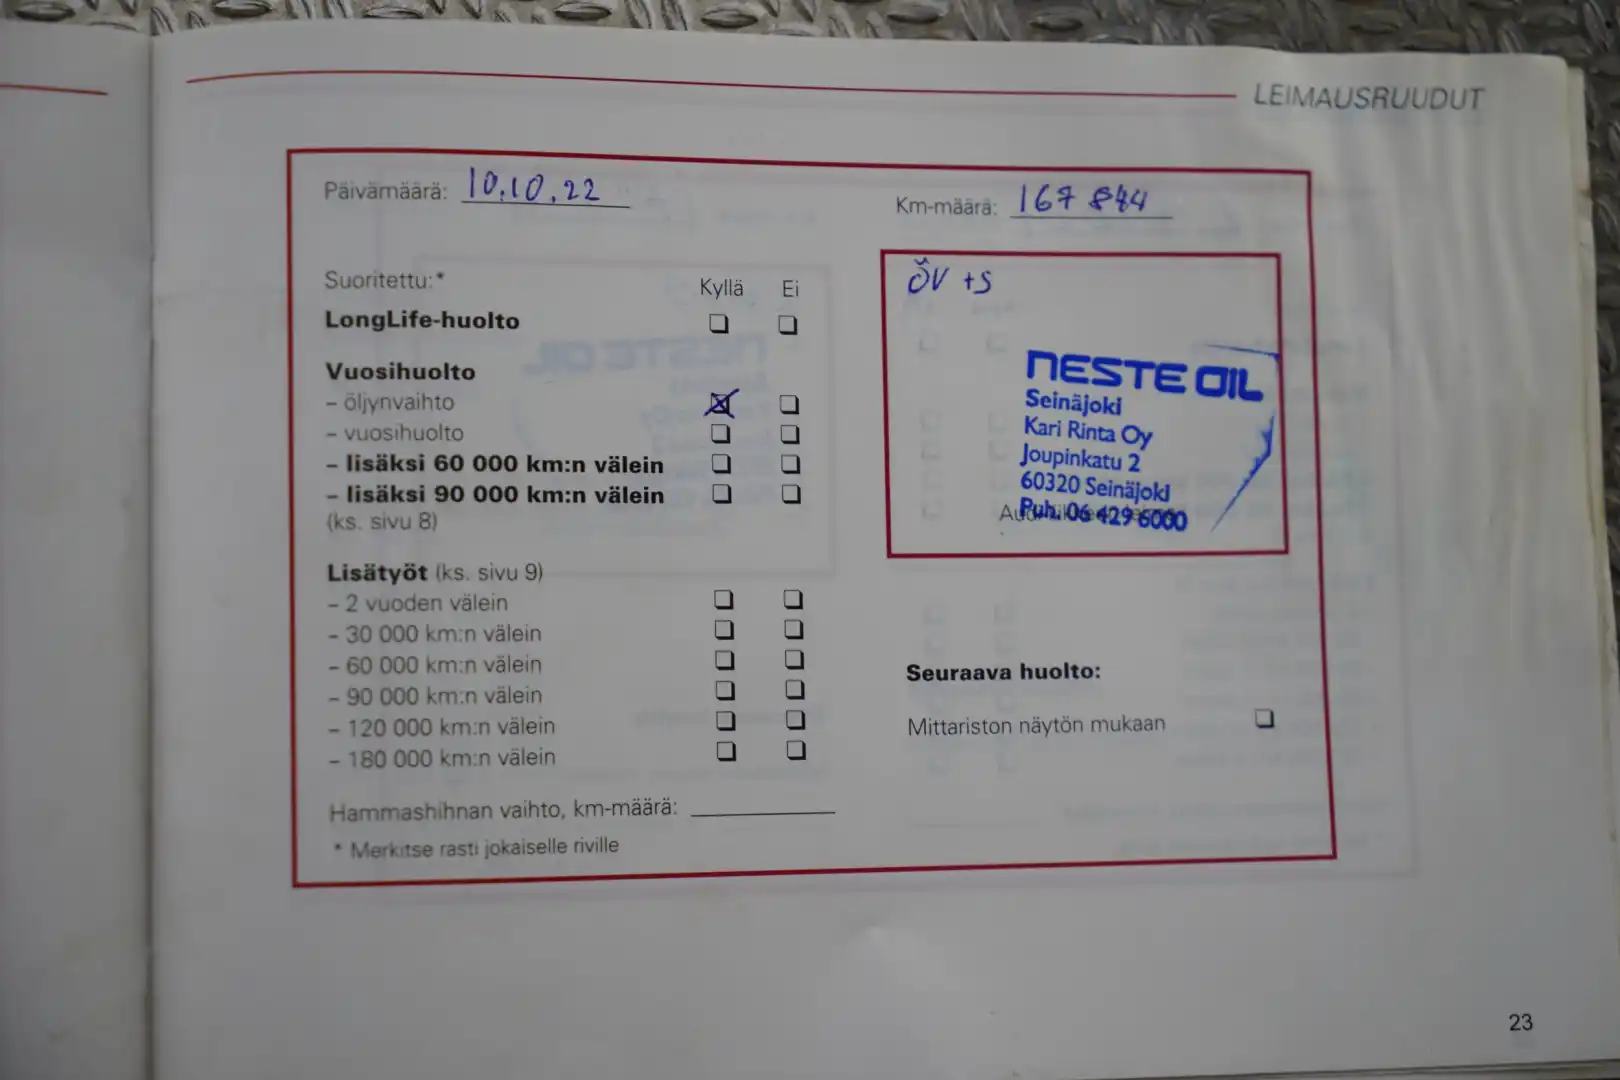 LEIMAUSRUUDUT
Päivämäärä: 10.10.22
Km-määrä: 167 844
Suoritettu:*
Kyllä Ei
LongLife-huolto
Vuosihuolto
- öljynvaihto
- vuosihuolto
- lisäksi 60 000 km:n välein
- lisäksi 90 000 km:n välein
(ks. sivu 8)
Lisätyöt (ks. sivu 9)
- 2 vuoden välein
- 30 000 km:n välein
- 60 000 km:n välein
- 90 000 km:n välein
- 120 000 km:n välein
- 180 000 km:n välein
Hammashihnan vaihto, km-määrä:
* Merkitse rasti jokaiselle riville
ÖV +S
NESTE OIL
Seinäjoki
Kari Rinta Oy
Joupinkatu 2
60320 Seinäjoki
Puh. 06 429 6000
Seuraava huolto:
Mittariston näytön mukaan
23